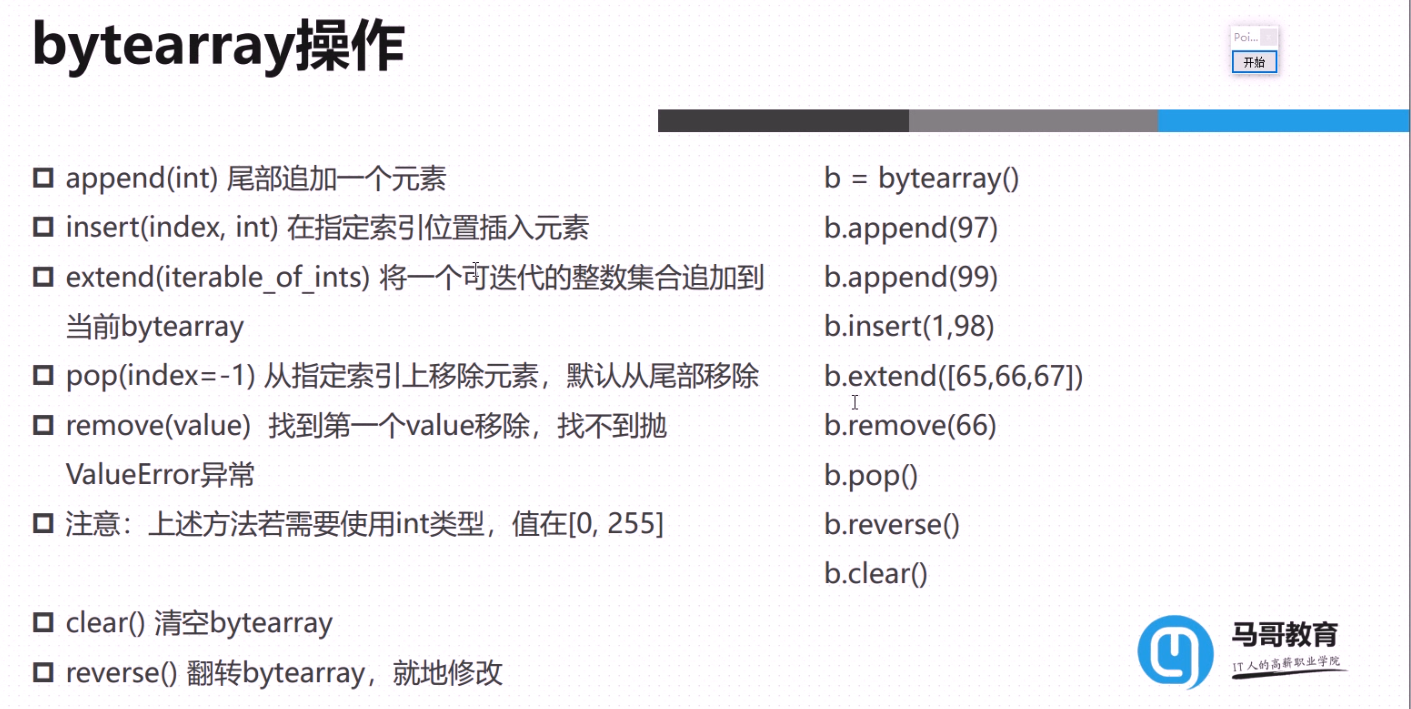 bytearray操作
Poi...
开始
append(int) 尾部追加一个元素
insert(index, int) 在指定索引位置插入元素
extend(iterable_of_ints) 将一个可迭代的整数集合追加到
当前bytearray
pop(index=-1) 从指定索引上移除元素，默认从尾部移除
remove(value) 找到第一个value移除，找不到抛
ValueError异常
注意：上述方法若需要使用int类型，值在[0, 255]
clear() 清空bytearray
reverse() 翻转bytearray，就地修改
b = bytearray()
b.append(97)
b.append(99)
b.insert(1,98)
b.extend([65,66,67])
b.remove(66)
b.pop()
b.reverse()
b.clear()
马哥教育
IT人的高薪职业学院